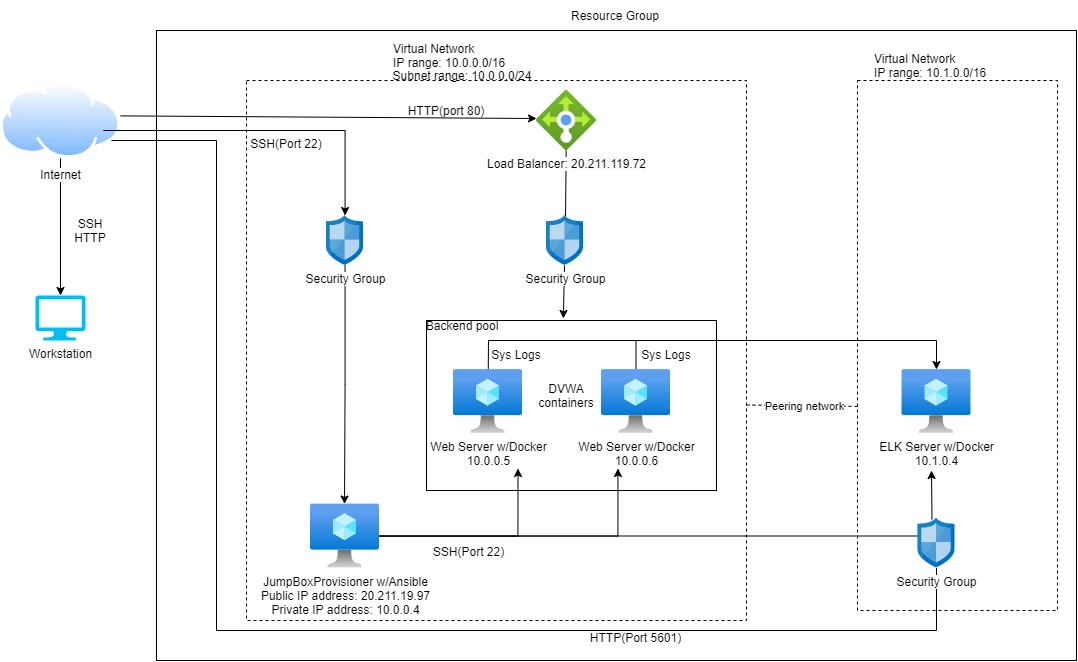 Resource Group
Virtual Network
IP range: 10.0.0.0/16
Subnet range: 10.0.0.0/24
Virtual Network
IP range: 10.1.0.0/16
HTTP(port 80)
SSH(Port 22)
Internet
Load Balancer: 20.211.119.72
SSH
HTTP
Security Group
Security Group
Workstation
Backend pool
Sys Logs
Sys Logs
DVWA
containers
Peering network
Web Server w/Docker
10.0.0.5
Web Server w/Docker
10.0.0.6
ELK Server w/Docker
10.1.0.4
SSH(Port 22)
JumpBoxProvisioner w/Ansible
Public IP address: 20.211.19.97
Private IP address: 10.0.0.4
Security Group
HTTP(Port 5601)